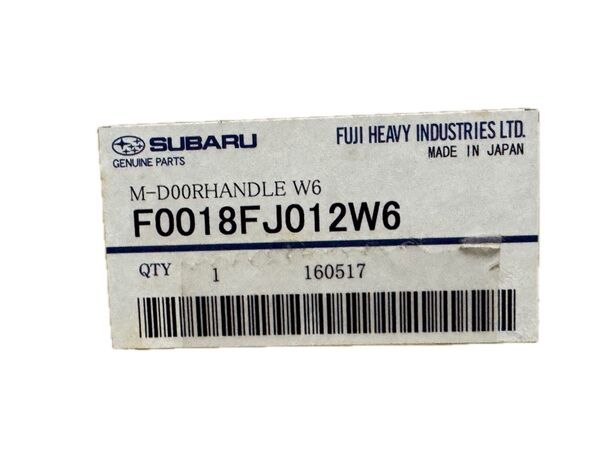 SUBARU
GENUINE PARTS
FUJI HEAVY INDUSTRIES LTD.
MADE IN JAPAN
M-D00RHANDLE W6
F0018FJ012W6
QTY 1 160517